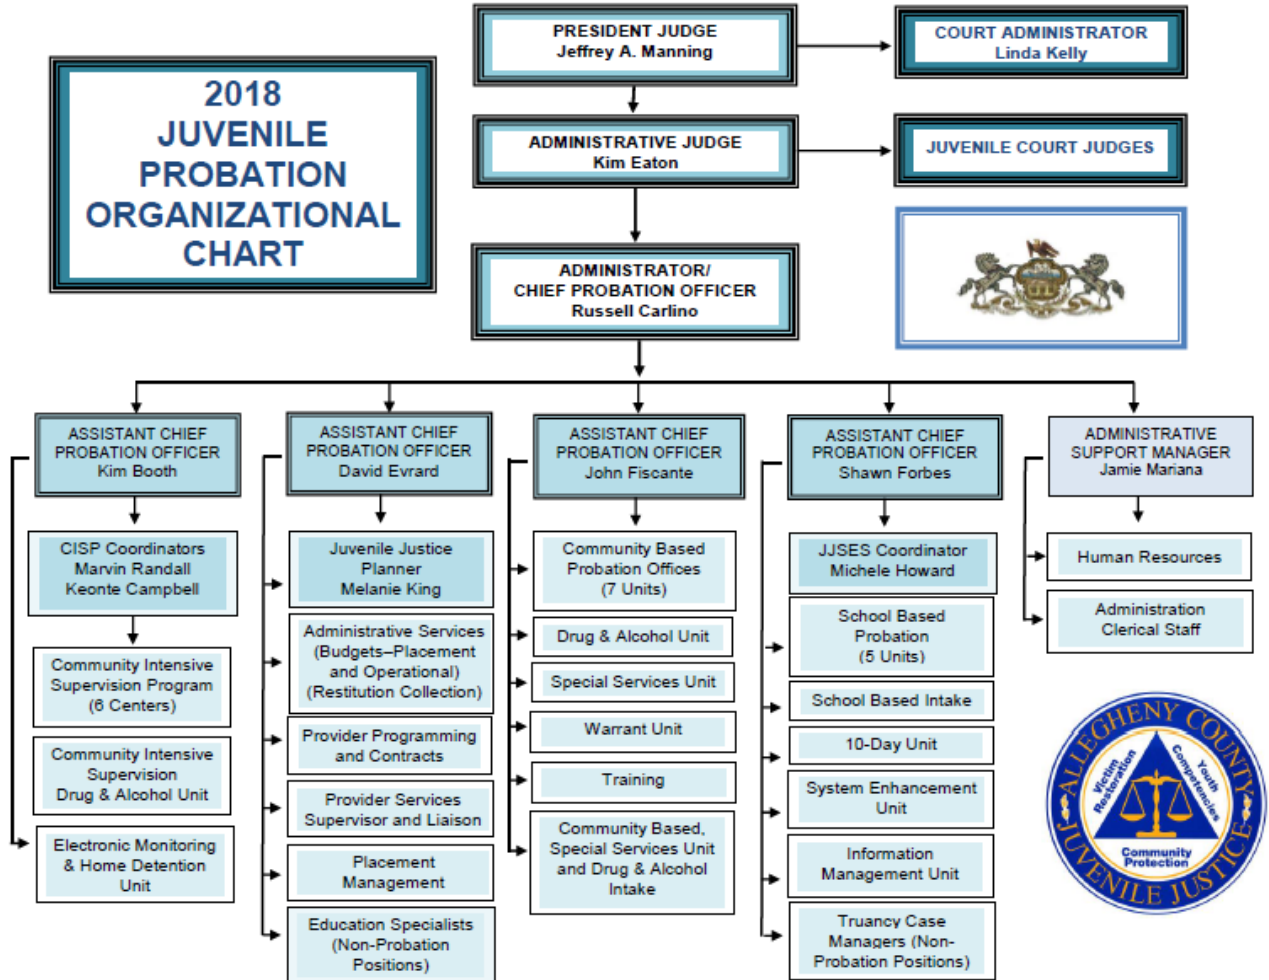 2018
JUVENILE
PROBATION
ORGANIZATIONAL
CHART
PRESIDENT JUDGE
Jeffrey A. Manning
COURT ADMINISTRATOR
Linda Kelly
ADMINISTRATIVE JUDGE
Kim Eaton
JUVENILE COURT JUDGES
ADMINISTRATOR/
CHIEF PROBATION OFFICER
Russell Carlino
ASSISTANT CHIEF
PROBATION OFFICER
Kim Booth
CISP Coordinators
Marvin Randall
Keonte Campbell
Community Intensive
Supervision Program
(6 Centers)
Community Intensive
Supervision
Drug & Alcohol Unit
Electronic Monitoring
& Home Detention
Unit
ASSISTANT CHIEF
PROBATION OFFICER
David Evrard
Juvenile Justice
Planner
Melanie King
Administrative Services
(Budgets–Placement
and Operational)
(Restitution Collection)
Provider Programming
and Contracts
Provider Services
Supervisor and Liaison
Placement
Management
Education Specialists
(Non-Probation
Positions)
ASSISTANT CHIEF
PROBATION OFFICER
John Fiscante
Community Based
Probation Offices
(7 Units)
Drug & Alcohol Unit
Special Services Unit
Warrant Unit
Training
Community Based,
Special Services Unit
and Drug & Alcohol
Intake
ASSISTANT CHIEF
PROBATION OFFICER
Shawn Forbes
JJSES Coordinator
Michele Howard
School Based
Probation
(5 Units)
School Based Intake
10-Day Unit
System Enhancement
Unit
Information
Management Unit
Truancy Case
Managers (Non-
Probation Positions)
ADMINISTRATIVE
SUPPORT MANAGER
Jamie Mariana
Human Resources
Administration
Clerical Staff
ALLEGHENY COUNTY
Victim
Restoration
Youth
Competencies
Community
Protection
JUVENILE JUSTICE